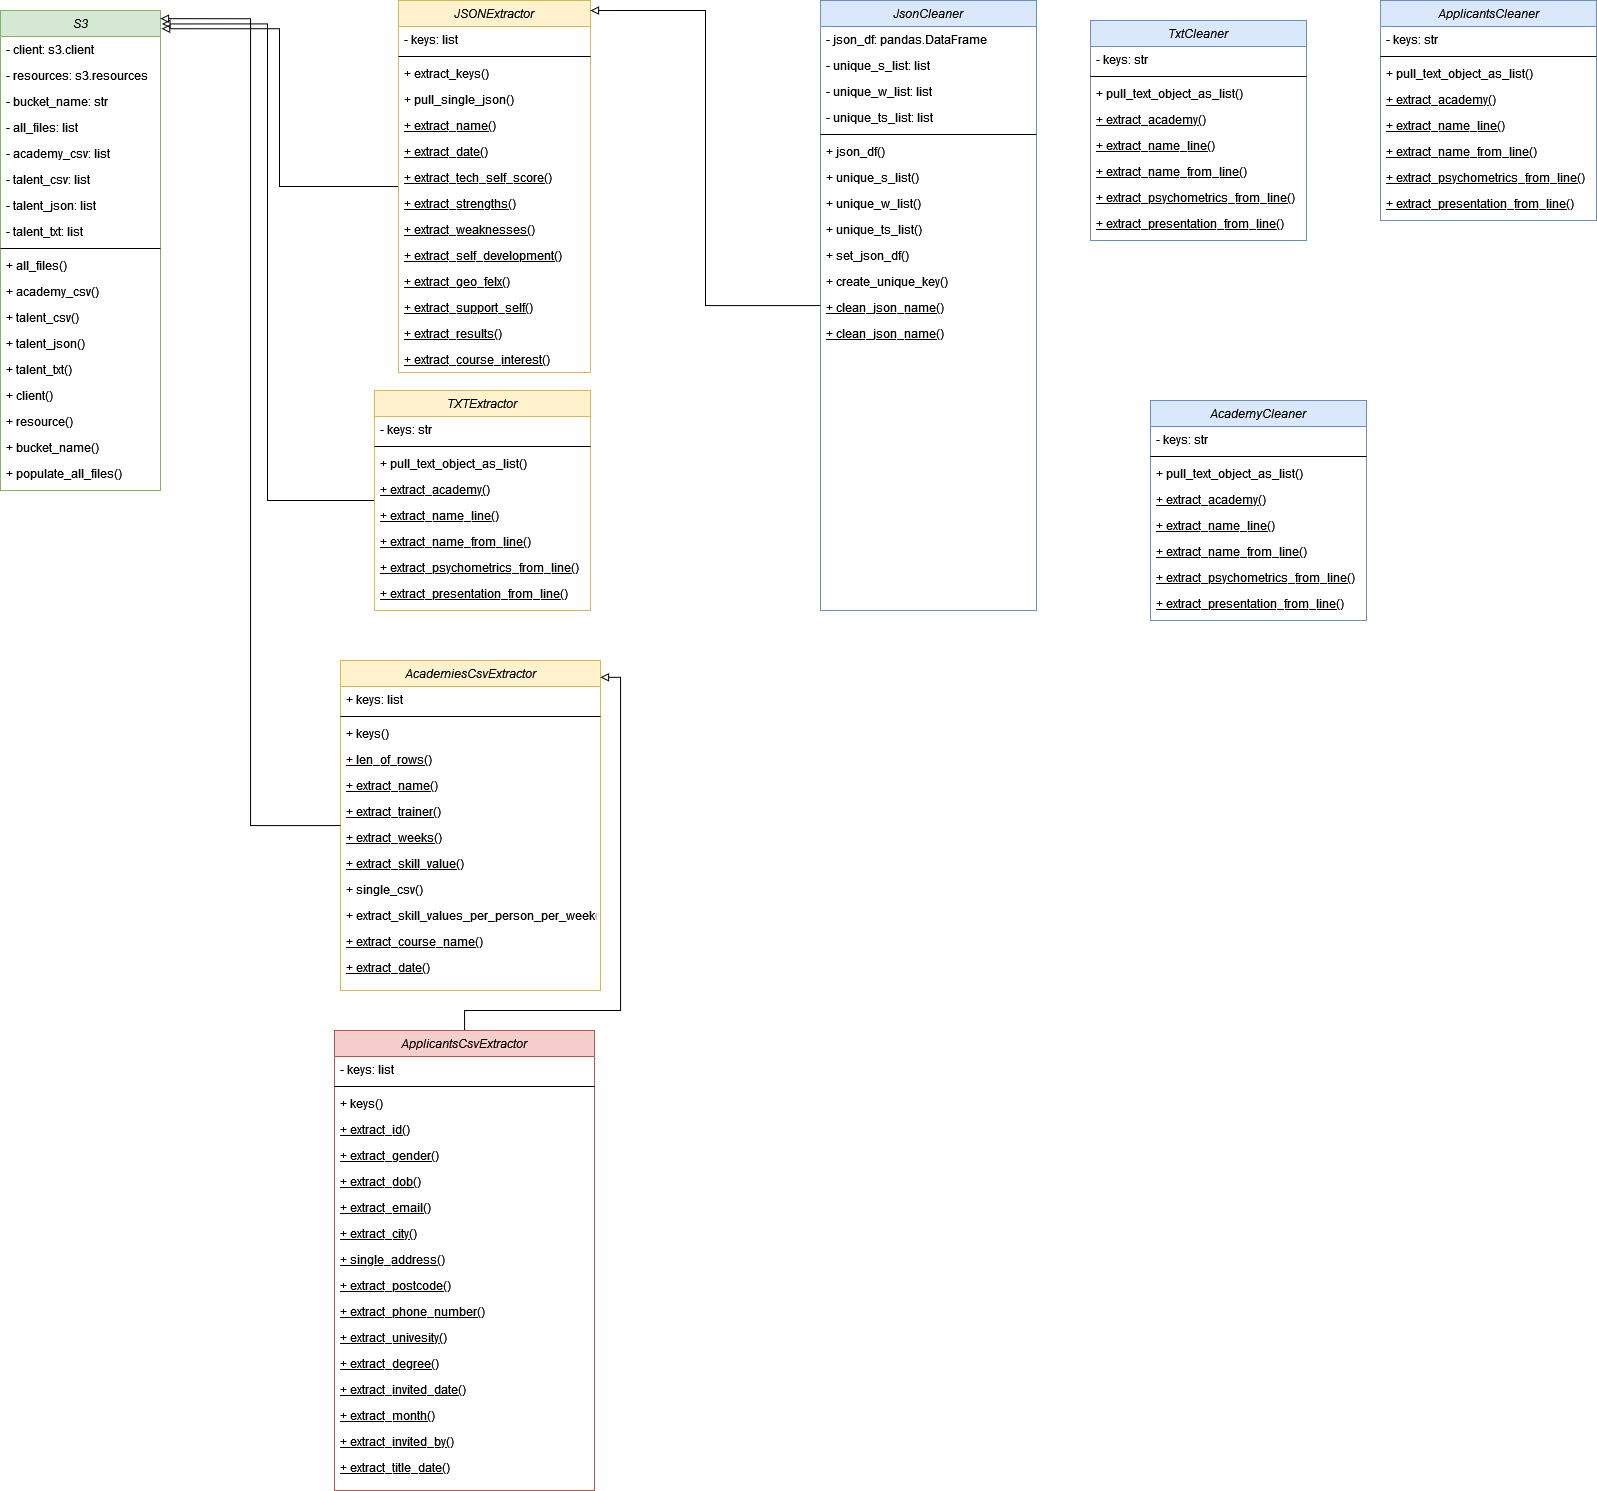 S3
- client: s3.client
- resources: s3.resources
- bucket_name: str
- all_files: list
- academy_csv: list
- talent_csv: list
- talent_json: list
- talent_txt: list
+ all_files()
+ academy_csv()
+ talent_csv()
+ talent_json()
+ talent_txt()
+ client()
+ resource()
+ bucket_name()
+ populate_all_files()
JSONExtractor
- keys: list
+ extract_keys()
+ pull_single_json()
+ extract_name()
+ extract_date()
+ extract_tech_self_score()
+ extract_strengths()
+ extract_weaknesses()
+ extract_self_development()
+ extract_geo_felx()
+ extract_support_self()
+ extract_results()
+ extract_course_interest()
TXTExtractor
- keys: str
+ pull_text_object_as_list()
+ extract_academy()
+ extract_name_line()
+ extract_name_from_line()
+ extract_psychometrics_from_line()
+ extract_presentation_from_line()
AcademiesCsvExtractor
+ keys: list
+ keys()
+ len_of_rows()
+ extract_name()
+ extract_trainer()
+ extract_weeks()
+ extract_skill_value()
+ single_csv()
+ extract_skill_values_per_person_per_week
+ extract_course_name()
+ extract_date()
ApplicantsCsvExtractor
- keys: list
+ keys()
+ extract_id()
+ extract_gender()
+ extract_dob()
+ extract_email()
+ extract_city()
+ single_address()
+ extract_postcode()
+ extract_phone_number()
+ extract_univesity()
+ extract_degree()
+ extract_invited_date()
+ extract_month()
+ extract_invited_by()
+ extract_title_date()
JsonCleaner
- json_df: pandas.DataFrame
- unique_s_list: list
- unique_w_list: list
- unique_ts_list: list
+ json_df()
+ unique_s_list()
+ unique_w_list()
+ unique_ts_list()
+ set_json_df()
+ create_unique_key()
+ clean_json_name()
+ clean_json_name()
TxtCleaner
- keys: str
+ pull_text_object_as_list()
+ extract_academy()
+ extract_name_line()
+ extract_name_from_line()
+ extract_psychometrics_from_line()
+ extract_presentation_from_line()
ApplicantsCleaner
- keys: str
+ pull_text_object_as_list()
+ extract_academy()
+ extract_name_line()
+ extract_name_from_line()
+ extract_psychometrics_from_line()
+ extract_presentation_from_line()
AcademyCleaner
- keys: str
+ pull_text_object_as_list()
+ extract_academy()
+ extract_name_line()
+ extract_name_from_line()
+ extract_psychometrics_from_line()
+ extract_presentation_from_line()